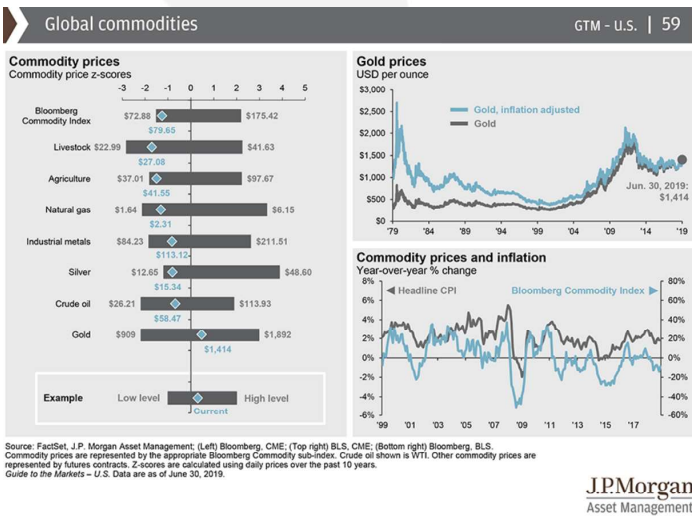 Global commodities
GTM – U.S. | 59
Commodity prices
Commodity price z-scores
-3 -2 -1 0 1 2 3 4 5
Bloomberg
Commodity Index
$72.88 $175.42
$79.65
Livestock $22.99 $41.63
$27.08
Agriculture $37.01 $97.67
$41.55
Natural gas $1.64 $6.15
$2.31
Industrial metals $84.23 $211.51
$113.12
Silver $12.65 $48.60
$15.34
Crude oil $26.21 $113.93
$58.47
Gold $909 $1,892
$1,414
Example Low level High level
Current
Gold prices
USD per ounce
$3,000
$2,500
$2,000
$1,500
$1,000
$500
$0
Gold, inflation adjusted
Gold
Jun. 30, 2019:
$1,414
'79 '84 '89 '94 '99 '04 '09 '14 '19
Commodity prices and inflation
Year-over-year % change
Headline CPI
Bloomberg Commodity Index
8% 80%
6% 60%
4% 40%
2% 20%
0% 0%
-2% -20%
-4% -40%
-6% -60%
'99 '01 '03 '05 '07 '09 '11 '13 '15 '17
Source: FactSet, J.P. Morgan Asset Management; (Left) Bloomberg, CME; (Top right) BLS, CME; (Bottom right) Bloomberg, BLS.
Commodity prices are represented by the appropriate Bloomberg Commodity sub-index. Crude oil shown is WTI. Other commodity prices are
represented by futures contracts. Z-scores are calculated using daily prices over the past 10 years.
Guide to the Markets – U.S. Data are as of June 30, 2019.
J.P.Morgan
Asset Management